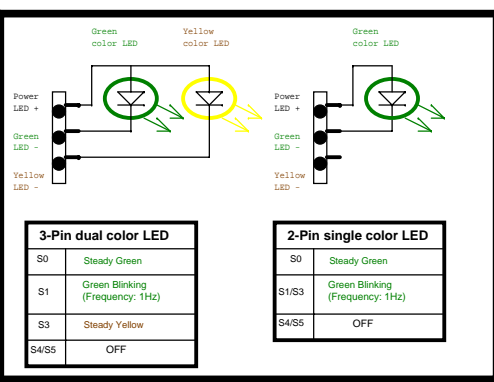 Green
color LED
Yellow
color LED
Power
LED +
Green
LED -
Yellow
LED -
Green
color LED
Power
LED +
Green
LED -
Yellow
LED -
3-Pin dual color LED
S0 Steady Green
S1 Green Blinking
(Frequency: 1Hz)
S3 Steady Yellow
S4/S5 OFF
2-Pin single color LED
S0 Steady Green
S1/S3 Green Blinking
(Frequency: 1Hz)
S4/S5 OFF